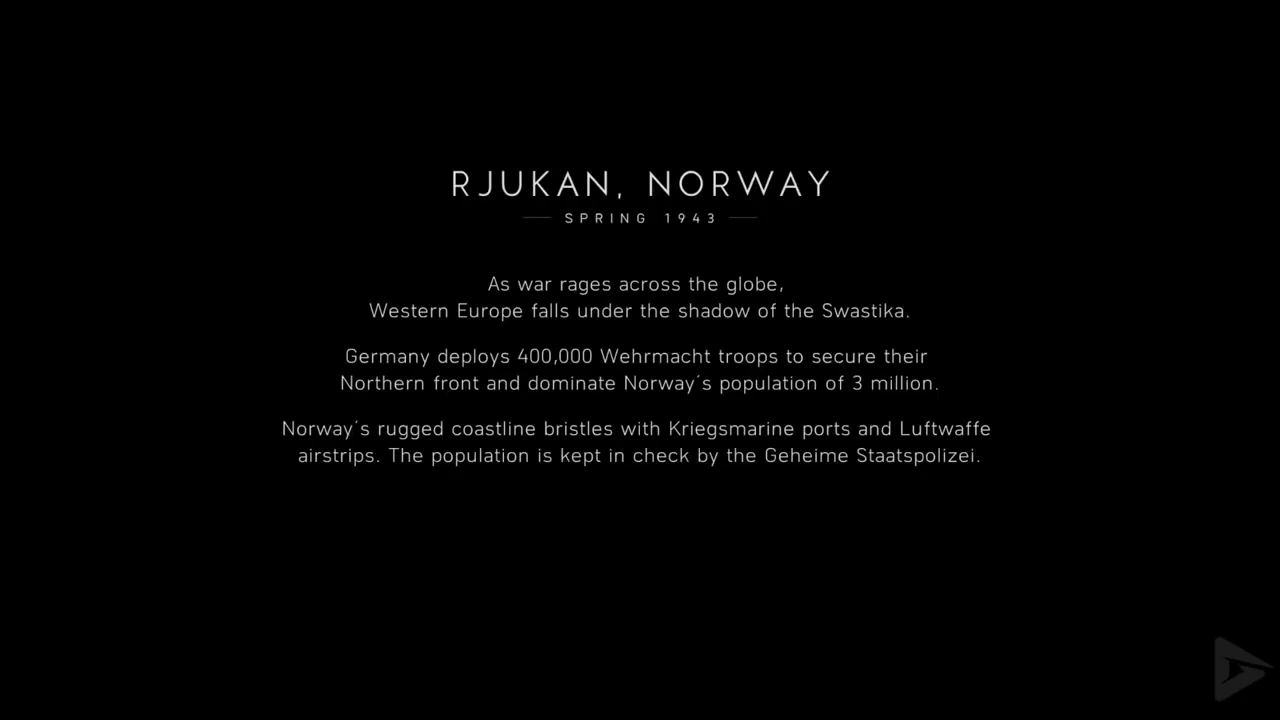 RJUKAN, NORWAY
SPRING 1943
As war rages across the globe,
Western Europe falls under the shadow of the Swastika.
Germany deploys 400,000 Wehrmacht troops to secure their
Northern front and dominate Norway´s population of 3 million.
Norway´s rugged coastline bristles with Kriegsmarine ports and Luftwaffe
airstrips. The population is kept in check by the Geheime Staatspolizei.